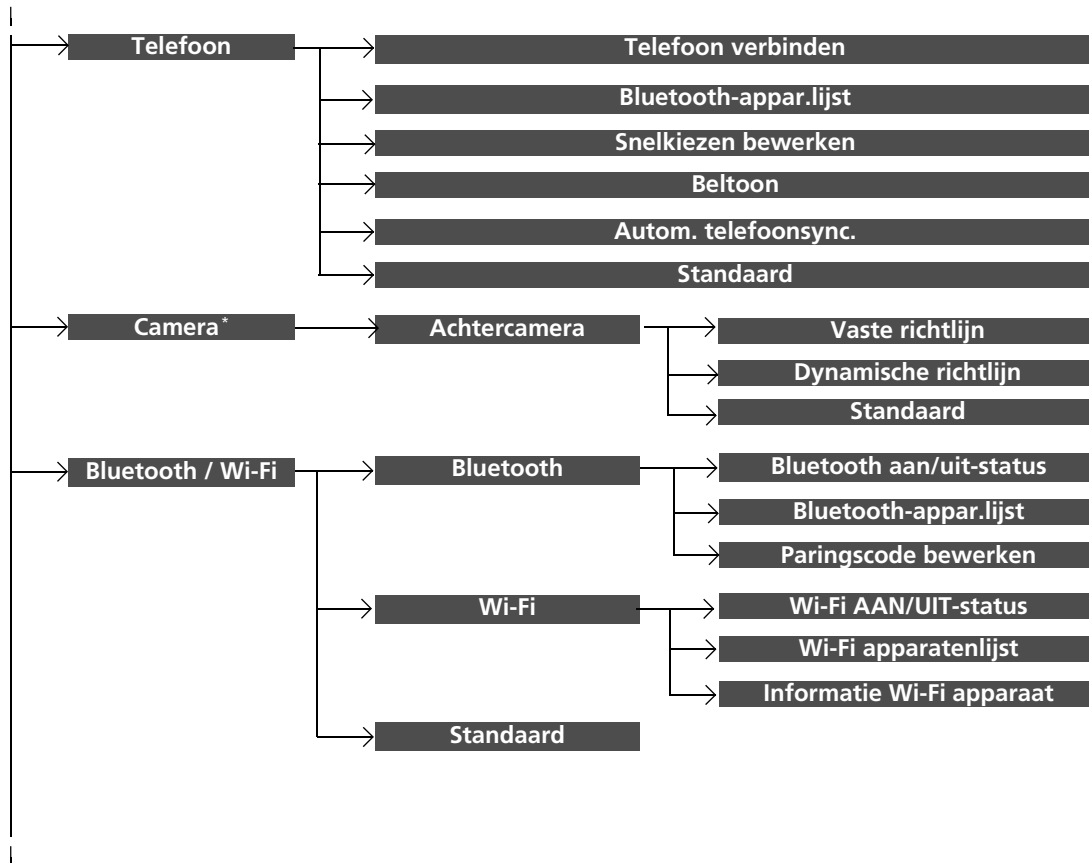 Telefoon
Telefoon verbinden
Bluetooth-appar.lijst
Snelkiezen bewerken
Beltoon
Autom. telefoonsync.
Standaard
Camera*
Achtercamera
Vaste richtlijn
Dynamische richtlijn
Standaard
Bluetooth / Wi-Fi
Bluetooth
Bluetooth aan/uit-status
Bluetooth-appar.lijst
Paringscode bewerken
Wi-Fi
Wi-Fi AAN/UIT-status
Wi-Fi apparatenlijst
Informatie Wi-Fi apparaat
Standaard